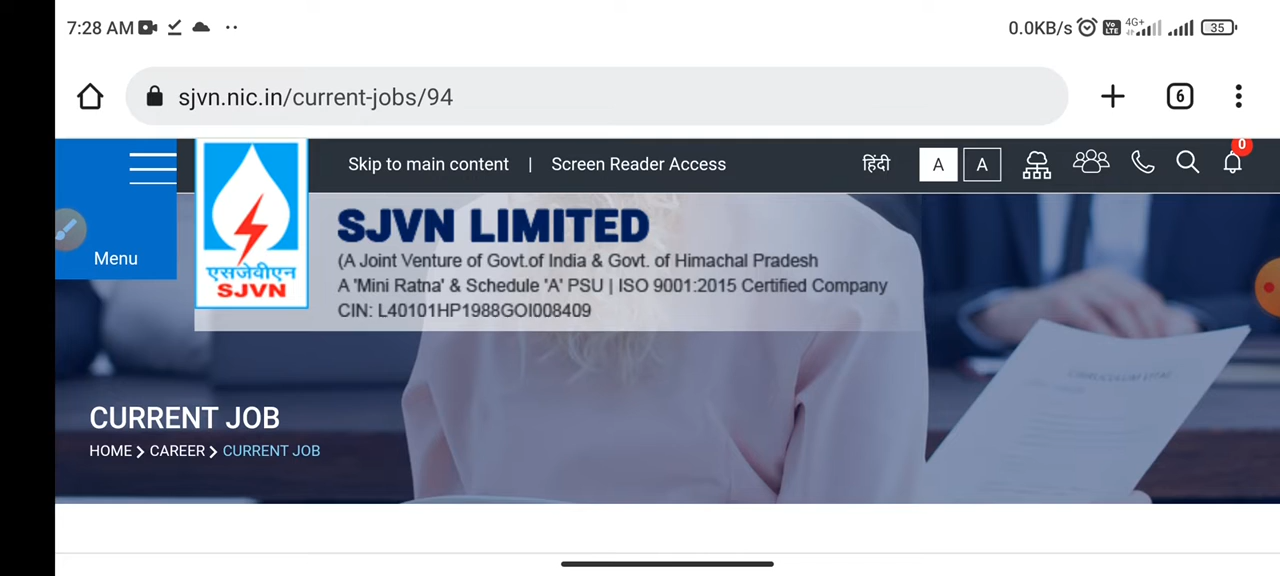 7:28 AM
0.0KB/s
Vo LTE
4G+
35
sjvn.nic.in/current-jobs/94
6
Skip to main content | Screen Reader Access
हिंदी
A
A
0
Menu
एसजेवीएन
SJVN
SJVN LIMITED
(A Joint Venture of Govt.of India & Govt. of Himachal Pradesh
A 'Mini Ratna' & Schedule 'A' PSU | ISO 9001:2015 Certified Company
CIN: L40101HP1988GOI008409
CURRENT JOB
HOME > CAREER > CURRENT JOB